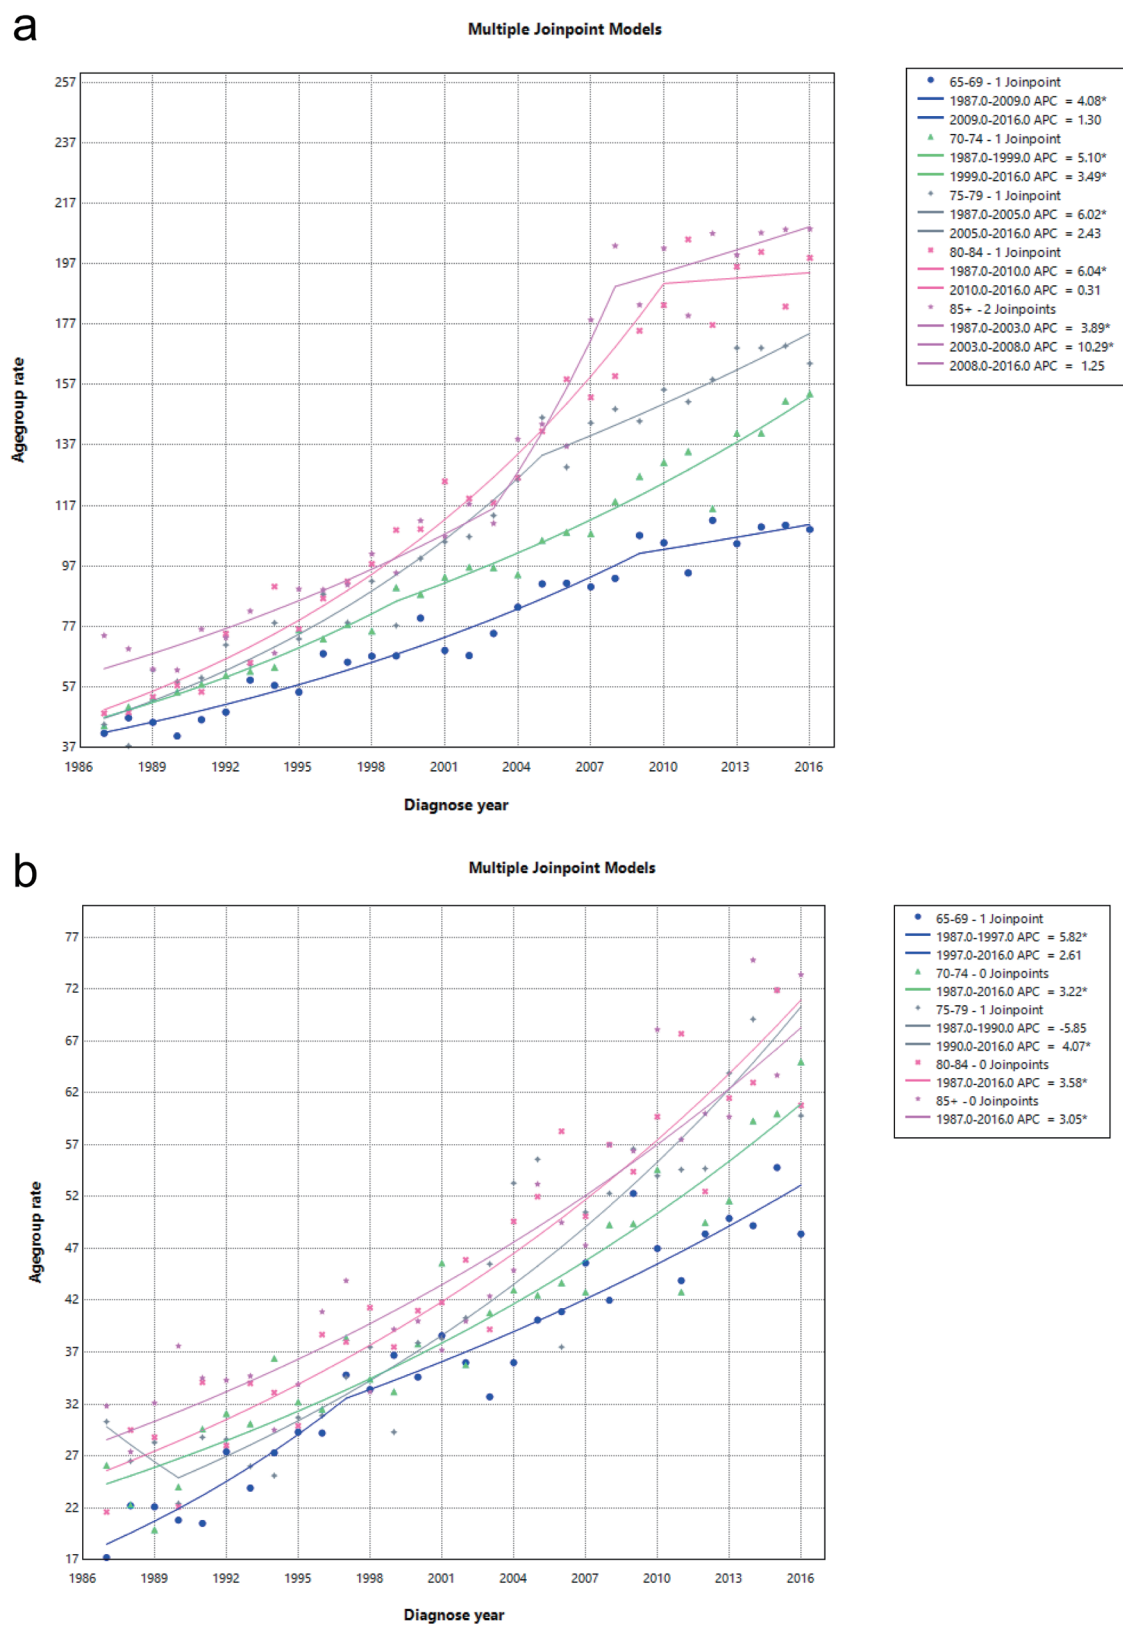 a
Multiple Joinpoint Models
257
237
217
197
177
157
137
117
97
77
57
37
1986 1989 1992 1995 1998 2001 2004 2007 2010 2013 2016
Agegroup rate
Diagnose year
65-69 - 1 Joinpoint
1987.0-2009.0 APC = 4.08*
2009.0-2016.0 APC = 1.30
70-74 - 1 Joinpoint
1987.0-1999.0 APC = 5.10*
1999.0-2016.0 APC = 3.49*
75-79 - 1 Joinpoint
1987.0-2005.0 APC = 6.02*
2005.0-2016.0 APC = 2.43
80-84 - 1 Joinpoint
1987.0-2010.0 APC = 6.04*
2010.0-2016.0 APC = 0.31
85+ - 2 Joinpoints
1987.0-2003.0 APC = 3.89*
2003.0-2008.0 APC = 10.29*
2008.0-2016.0 APC = 1.25
b
Multiple Joinpoint Models
77
72
67
62
57
52
47
42
37
32
27
22
17
1986 1989 1992 1995 1998 2001 2004 2007 2010 2013 2016
Agegroup rate
Diagnose year
65-69 - 1 Joinpoint
1987.0-1997.0 APC = 5.82*
1997.0-2016.0 APC = 2.61
70-74 - 0 Joinpoints
1987.0-2016.0 APC = 3.22*
75-79 - 1 Joinpoint
1987.0-1990.0 APC = -5.85
1990.0-2016.0 APC = 4.07*
80-84 - 0 Joinpoints
1987.0-2016.0 APC = 3.58*
85+ - 0 Joinpoints
1987.0-2016.0 APC = 3.05*